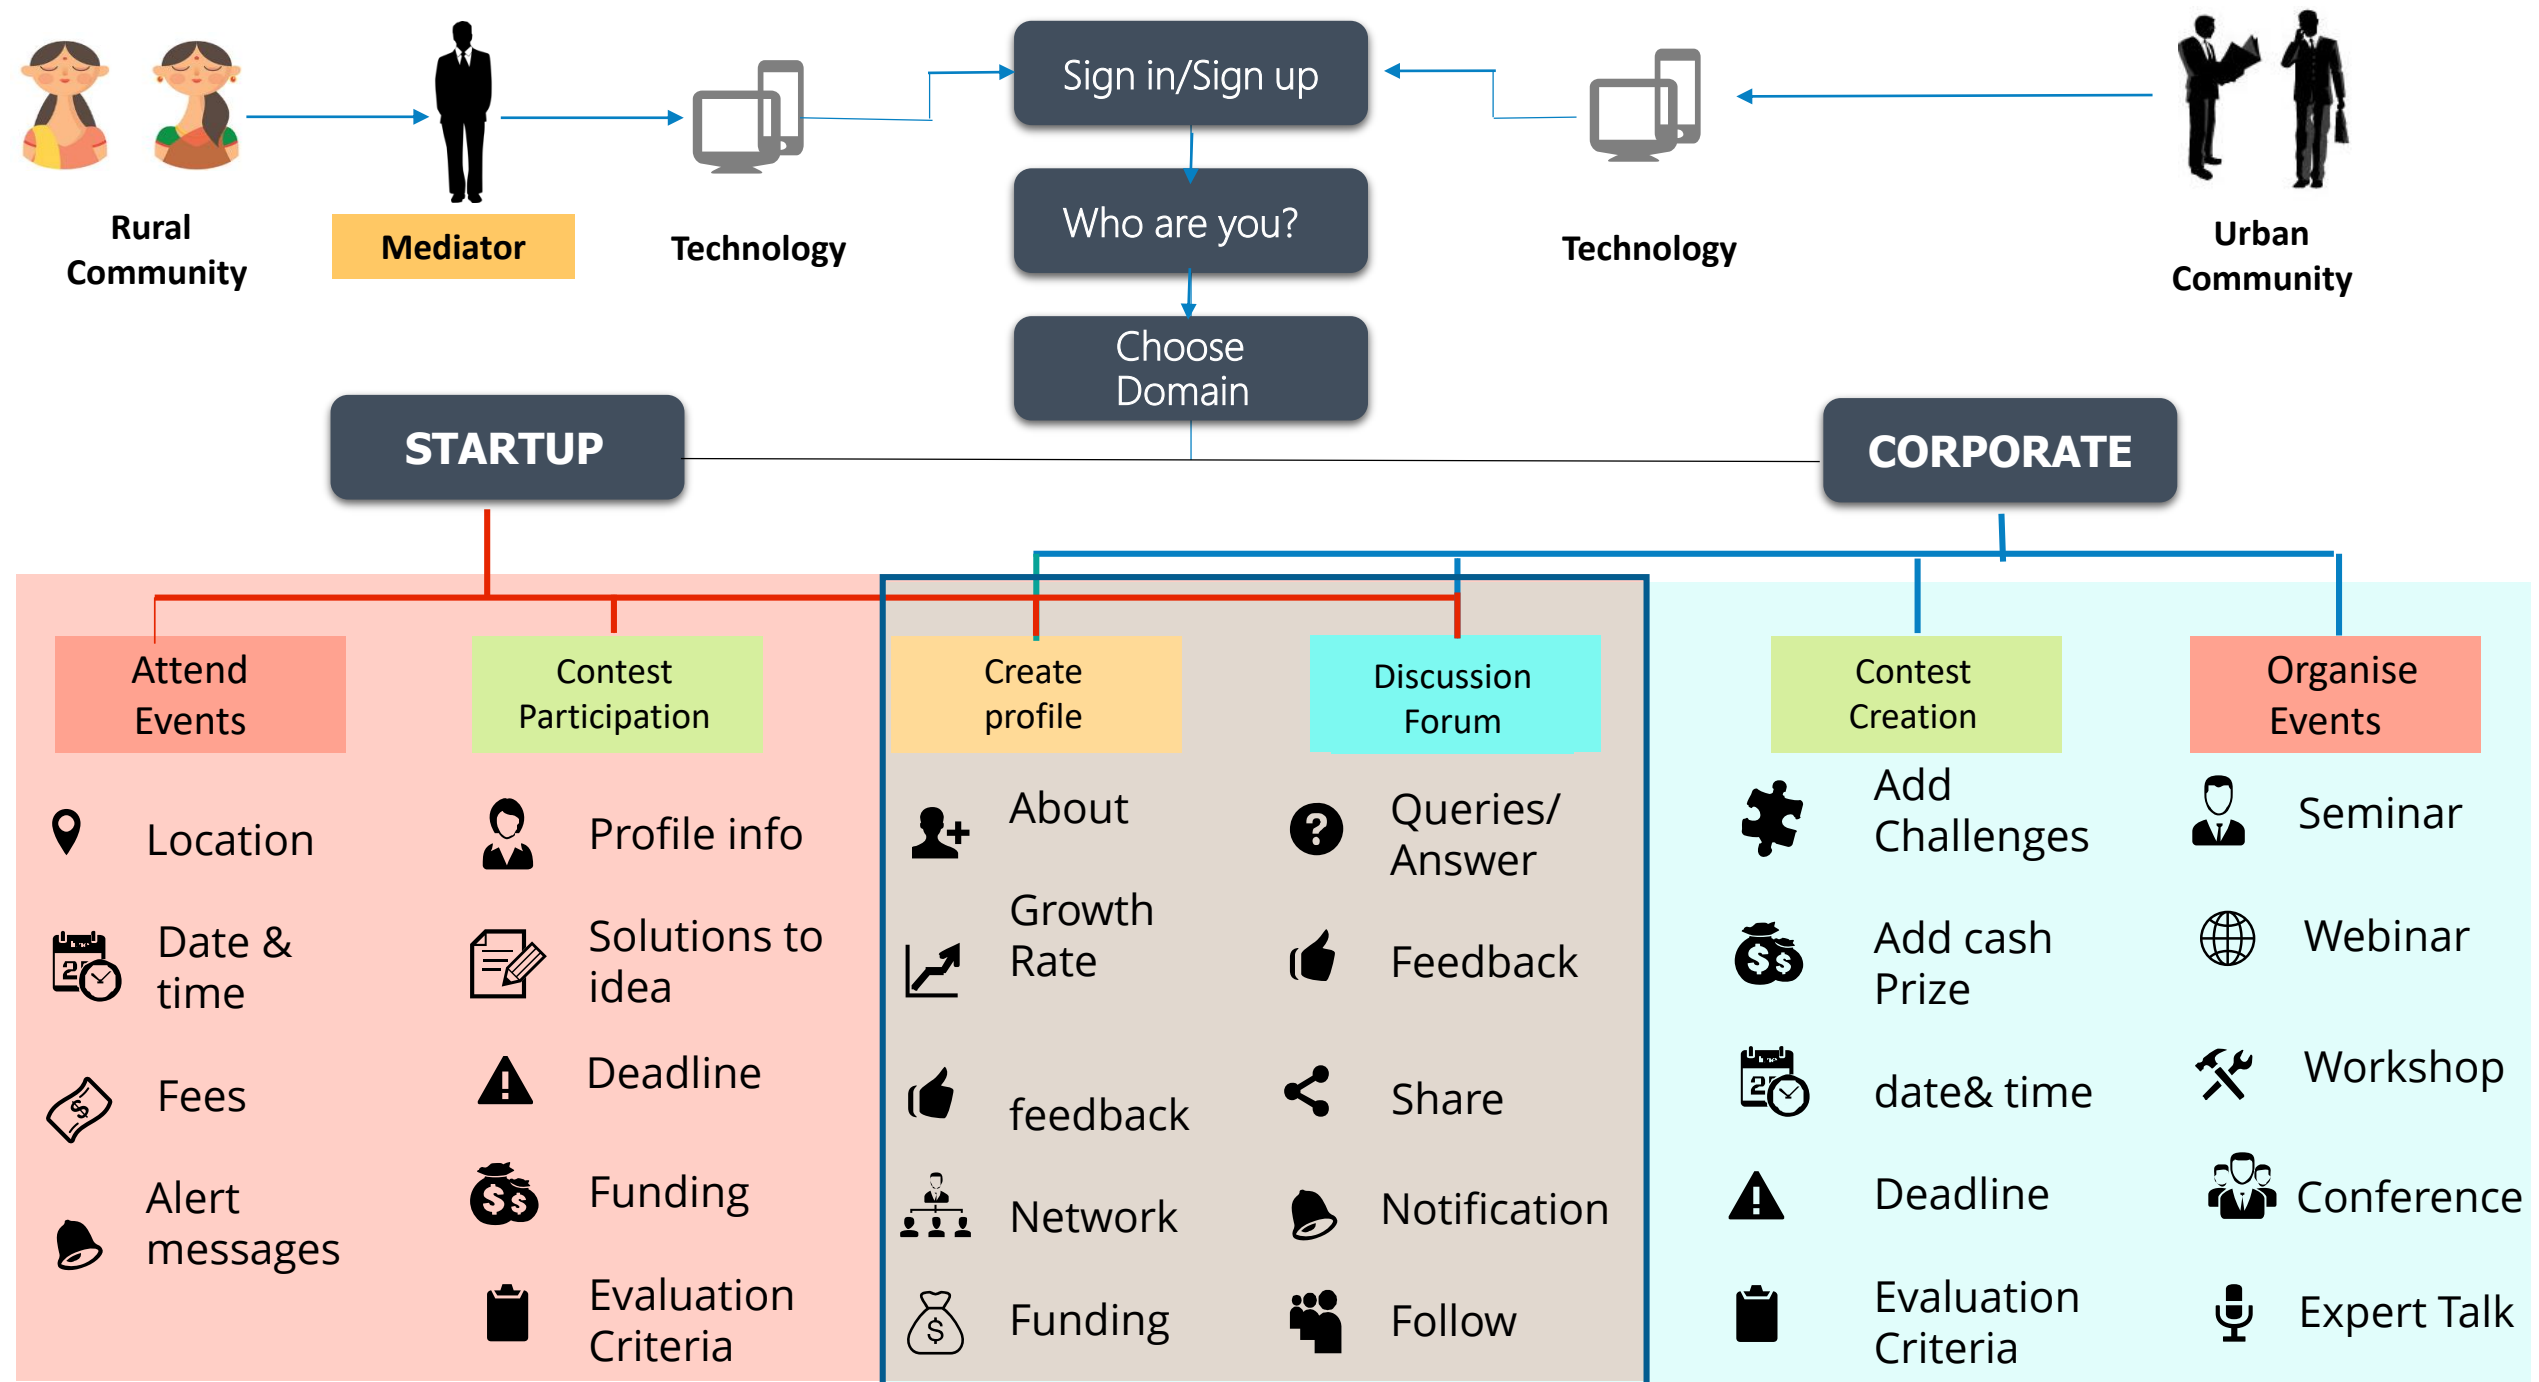 Sign in/Sign up
Rural
Community
Mediator
Technology
Who are you?
Technology
Urban
Community
Choose
Domain
STARTUP
CORPORATE
Attend
Events
Location
Date &
time
Fees
Alert
messages
Contest
Participation
Profile info
Solutions to
idea
Deadline
Funding
Evaluation
Criteria
Create
profile
About
Growth
Rate
feedback
Network
Funding
Discussion
Forum
Queries/
Answer
Feedback
Share
Notification
Follow
Contest
Creation
Add
Challenges
Add cash
Prize
date& time
Deadline
Evaluation
Criteria
Organise
Events
Seminar
Webinar
Workshop
Conference
Expert Talk